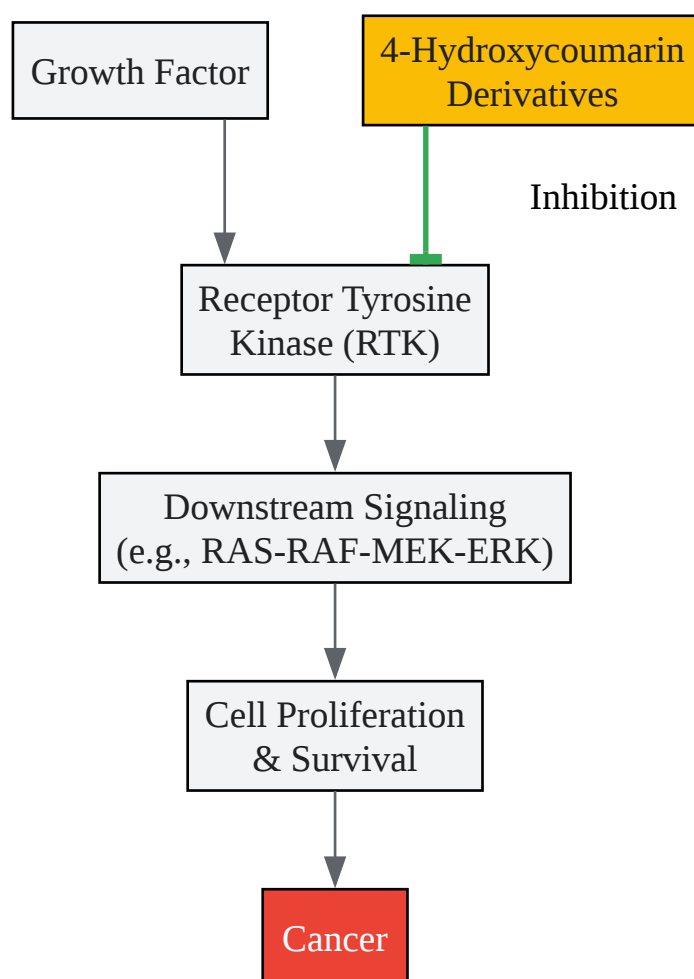 Growth Factor
4-Hydroxycoumarin
Derivatives
Inhibition
Receptor Tyrosine
Kinase (RTK)
Downstream Signaling
(e.g., RAS-RAF-MEK-ERK)
Cell Proliferation
& Survival
Cancer